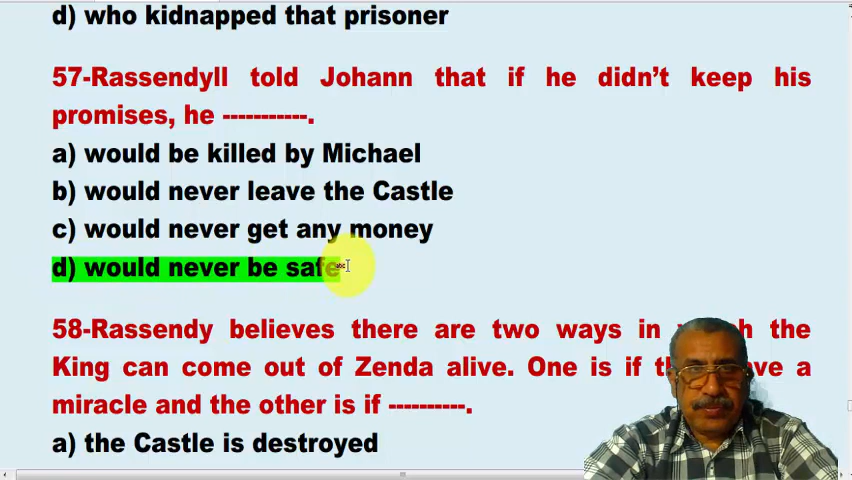 d) who kidnapped that prisoner
57-Rassendyll told Johann that if he didn't keep his
promises, he -----------.
a) would be killed by Michael
b) would never leave the Castle
c) would never get any money
d) would never be safe
58-Rassendy believes there are two ways in the
King can come out of Zenda alive. One is if a
miracle and the other is if ----------.
a) the Castle is destroyed